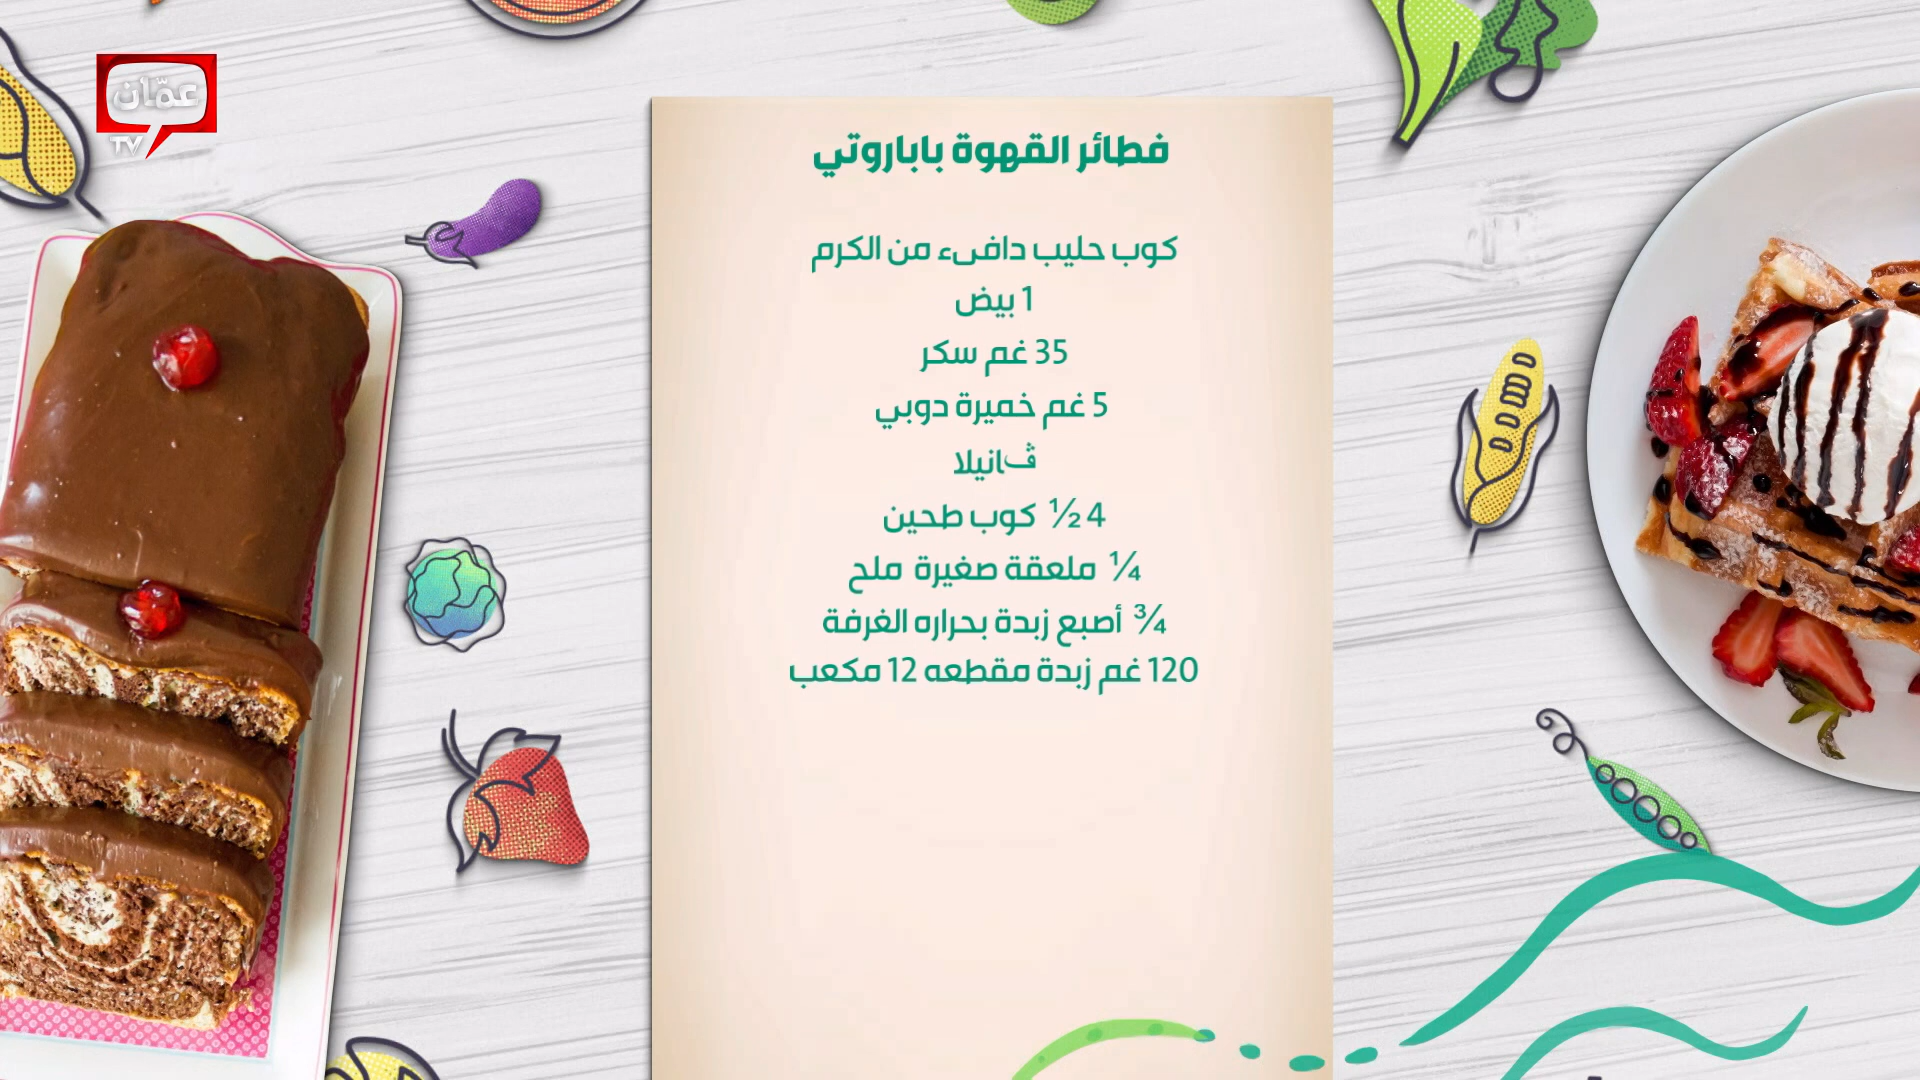 عمّان
TV
فطائر القهوة باباروتي
كوب حليب دافىء من الكرم
1 بيض
35 غم سكر
5 غم خميرة دوبي
ڤانيلا
4 ½ كوب طحين
¼ ملعقة صغيرة ملح
¾ أصبع زبدة بحراره الغرفة
120 غم زبدة مقطعه 12 مكعب